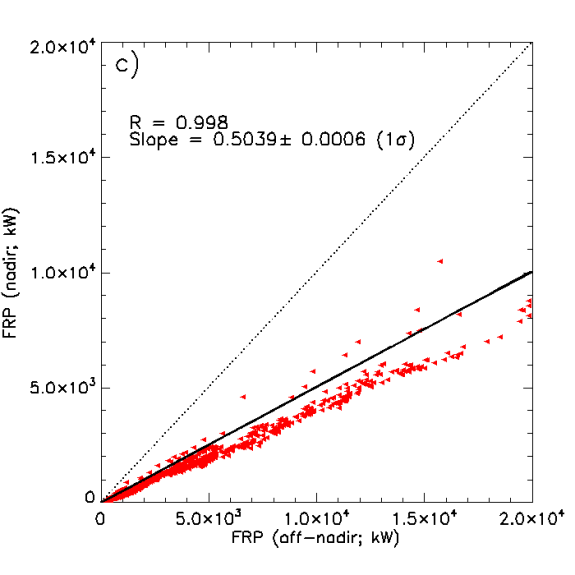 2.0×10⁴
c)
R = 0.998
Slope = 0.5039± 0.0006 (1σ)
1.5×10⁴
1.0×10⁴
5.0×10³
0
FRP (nadir; kW)
0
5.0×10³
1.0×10⁴
1.5×10⁴
2.0×10⁴
FRP (off-nadir; kW)